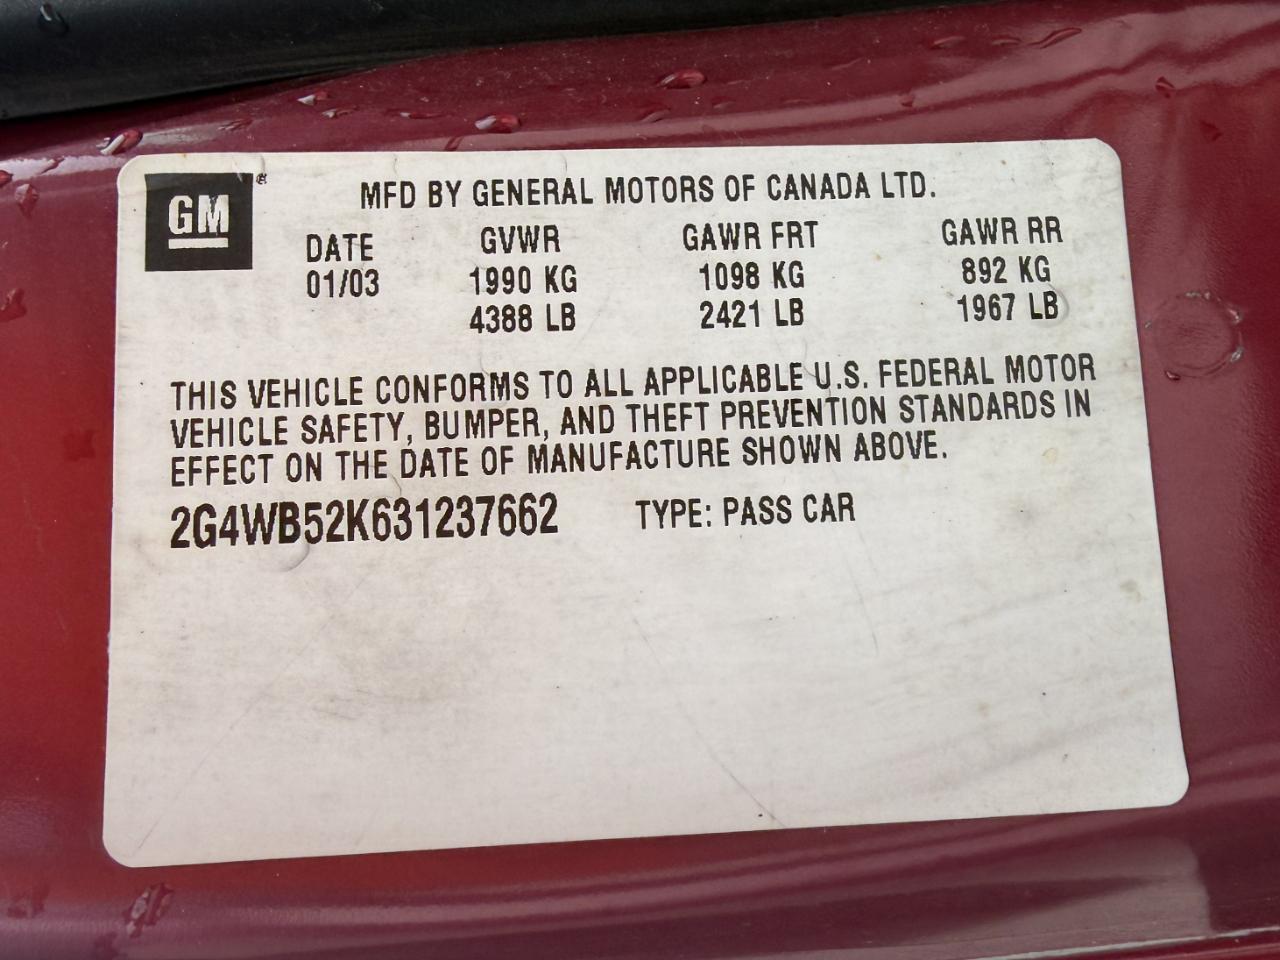 GM®
MFD BY GENERAL MOTORS OF CANADA LTD.
DATE GVWR GAWR FRT GAWR RR
01/03 1990 KG 1098 KG 892 KG
4388 LB 2421 LB 1967 LB
THIS VEHICLE CONFORMS TO ALL APPLICABLE U.S. FEDERAL MOTOR
VEHICLE SAFETY, BUMPER, AND THEFT PREVENTION STANDARDS IN
EFFECT ON THE DATE OF MANUFACTURE SHOWN ABOVE.
2G4WB52K631237662 TYPE: PASS CAR